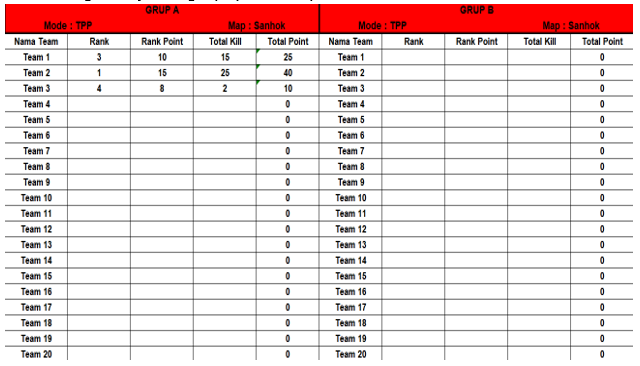 GRUP A GRUP B
Mode : TPP Map : Sanhok Mode : TPP Map : Sanhok
Nama Team Rank Rank Point Total Kill Total Point Nama Team Rank Rank Point Total Kill Total Point
Team 1 3 10 15 25 Team 1 0
Team 2 1 15 25 40 Team 2 0
Team 3 4 8 2 10 Team 3 0
Team 4 0 Team 4 0
Team 5 0 Team 5 0
Team 6 0 Team 6 0
Team 7 0 Team 7 0
Team 8 0 Team 8 0
Team 9 0 Team 9 0
Team 10 0 Team 10 0
Team 11 0 Team 11 0
Team 12 0 Team 12 0
Team 13 0 Team 13 0
Team 14 0 Team 14 0
Team 15 0 Team 15 0
Team 16 0 Team 16 0
Team 17 0 Team 17 0
Team 18 0 Team 18 0
Team 19 0 Team 19 0
Team 20 0 Team 20 0